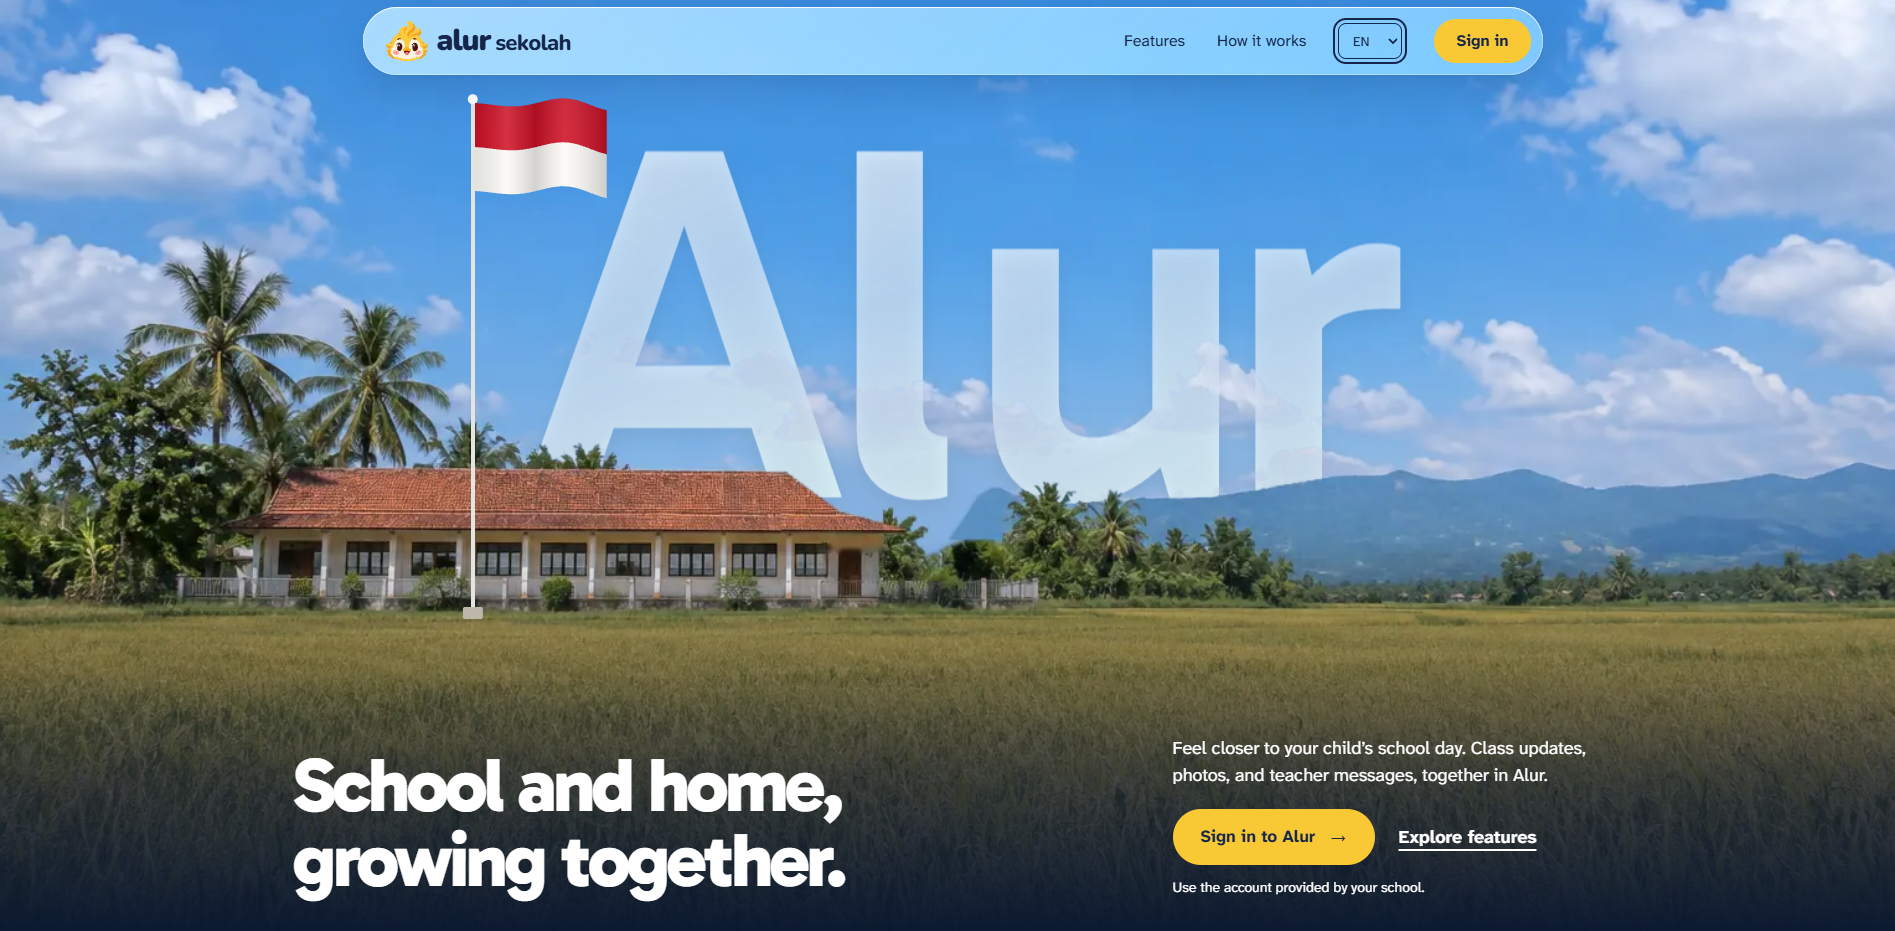 alur sekolah
Features
How it works
EN
Sign in
Alur
School and home,
growing together.
Feel closer to your child’s school day. Class updates,
photos, and teacher messages, together in Alur.
Sign in to Alur →
Explore features
Use the account provided by your school.